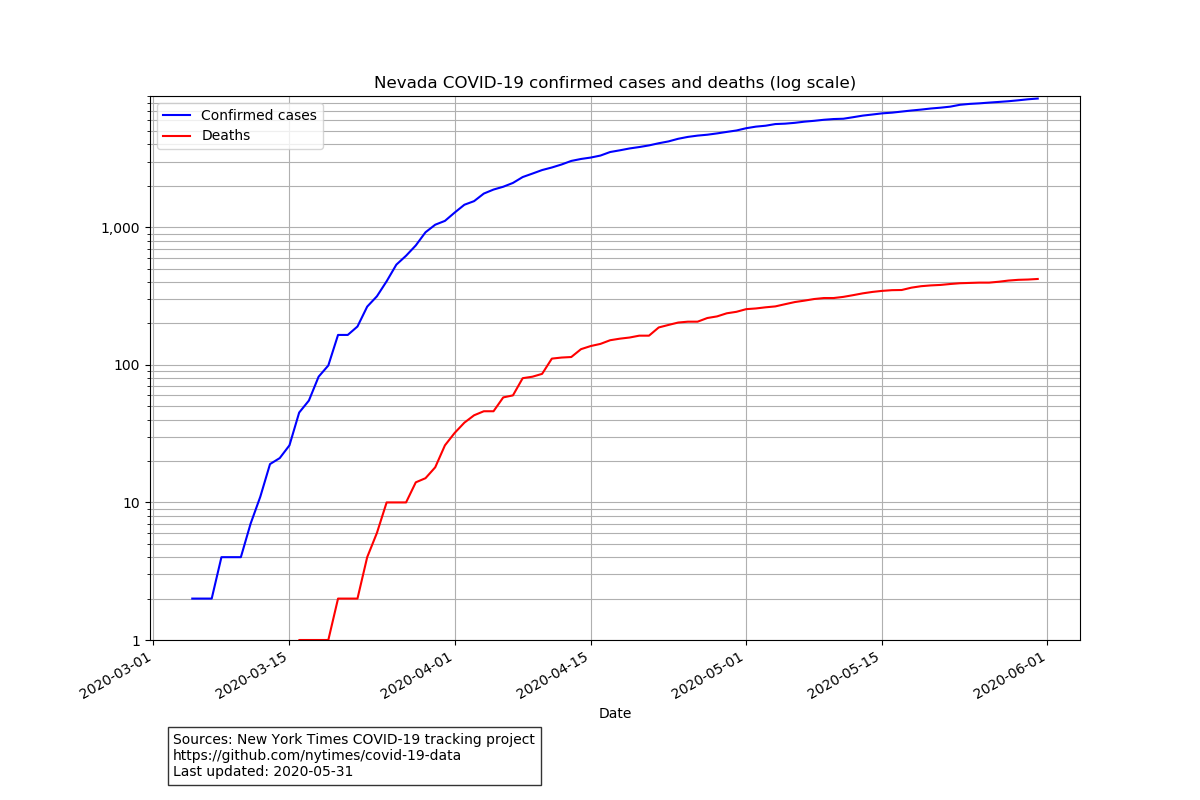 Nevada COVID-19 confirmed cases and deaths (log scale)
Confirmed cases
Deaths
1,000
100
10
1
2020-03-01
2020-03-15
2020-04-01
2020-04-15
2020-05-01
2020-05-15
2020-06-01
Date
Sources: New York Times COVID-19 tracking project
https://github.com/nytimes/covid-19-data
Last updated: 2020-05-31